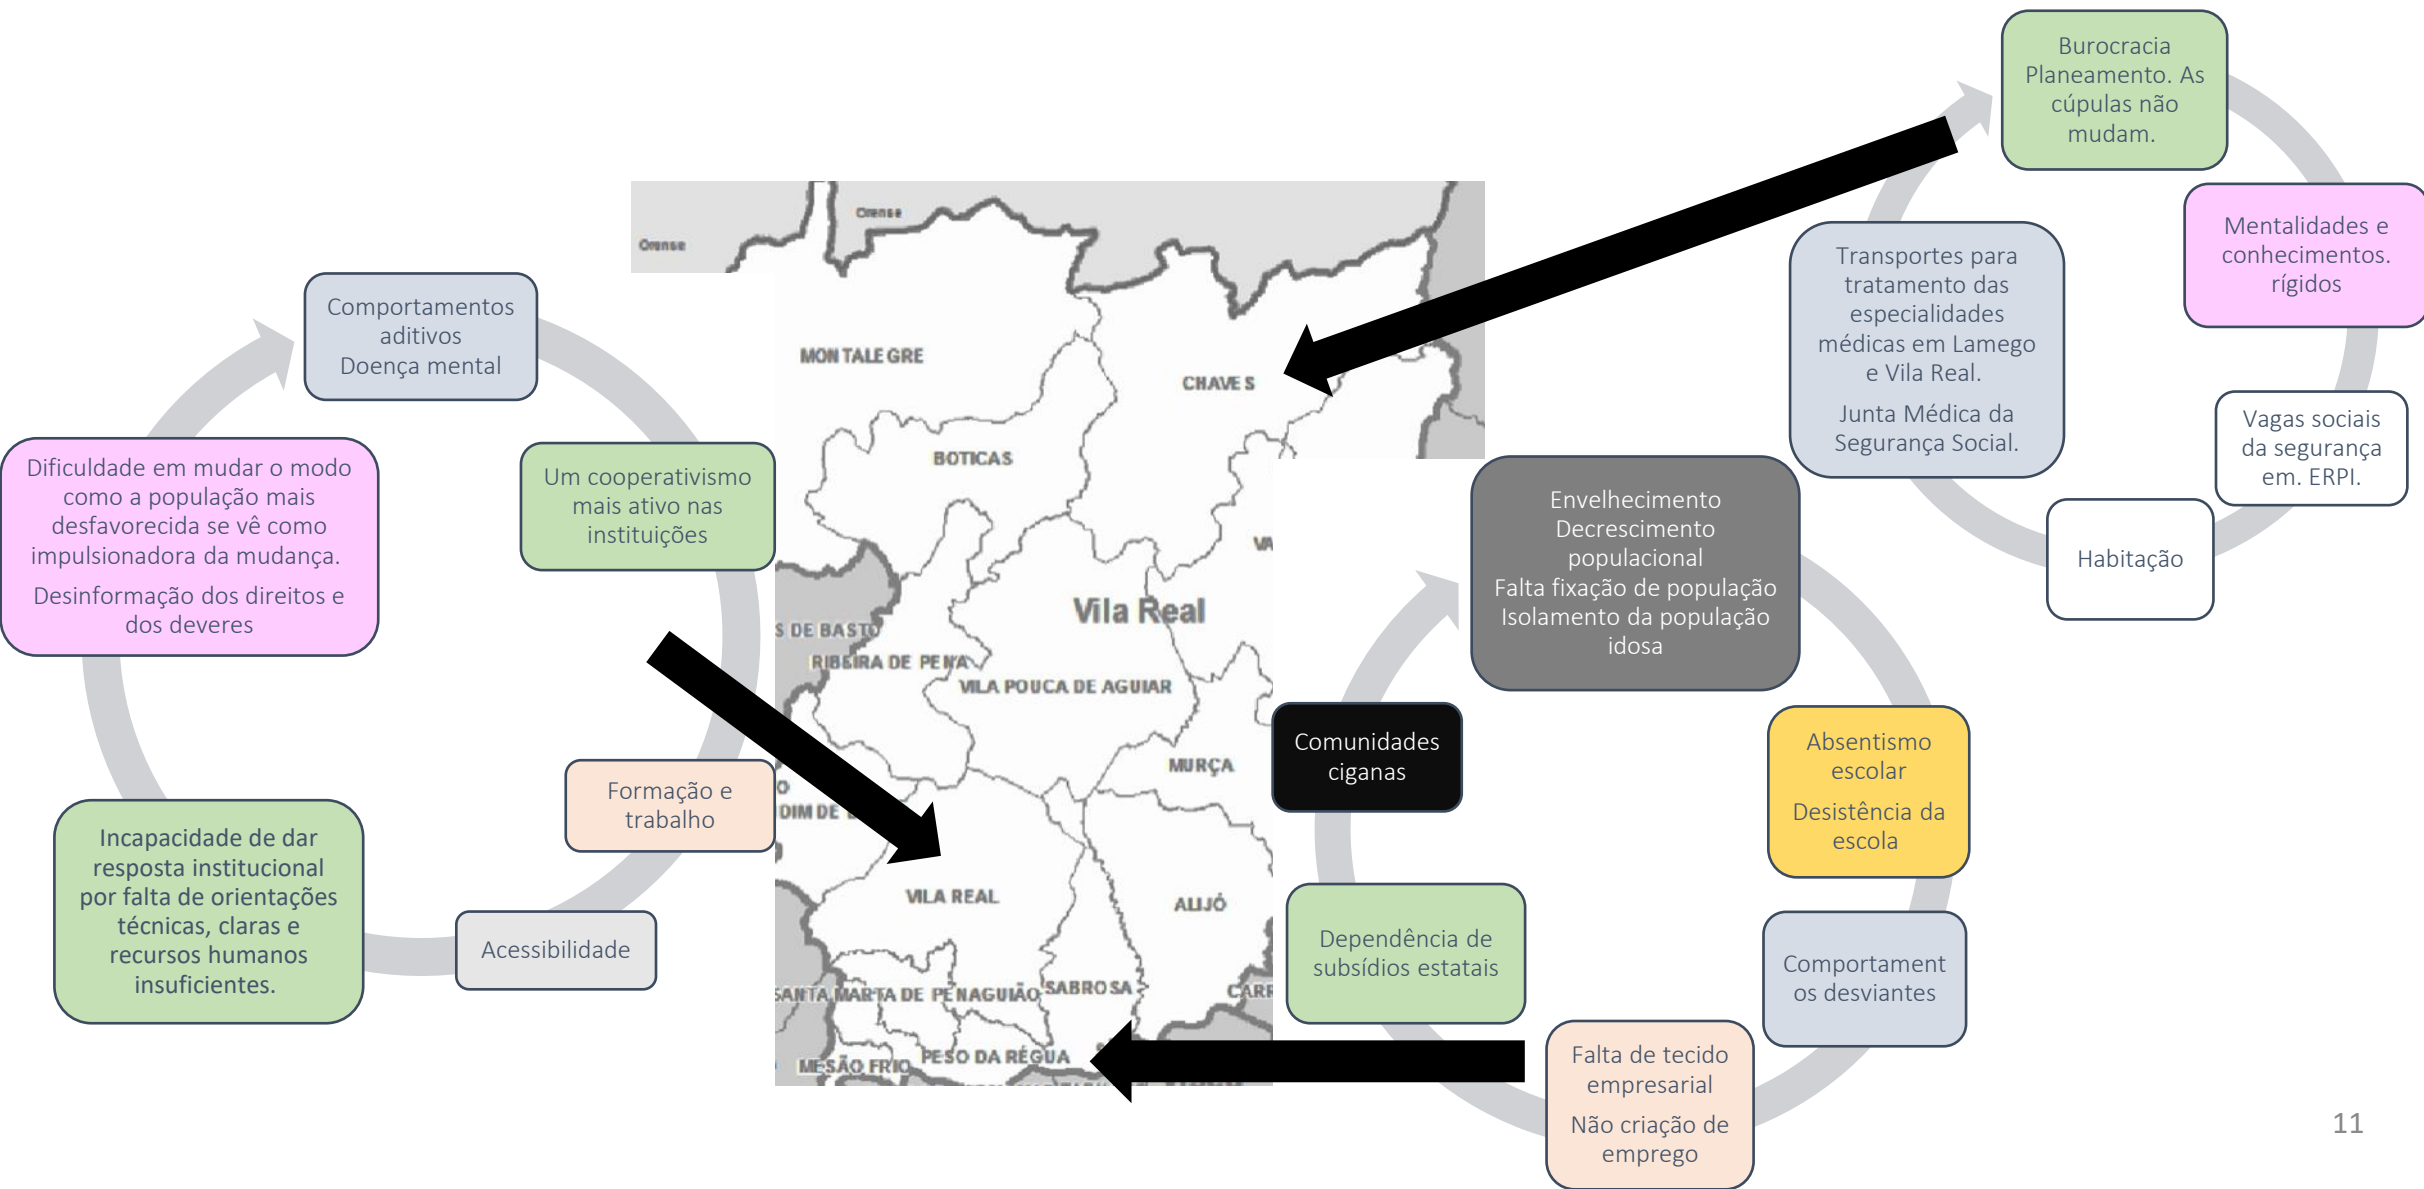 Burocracia
Planeamento. As
cúpulas não
mudam.
Mentalidades e
conhecimentos.
rígidos
Vagas sociais
da segurança
em. ERPI.
Habitação
Transportes para
tratamento das
especialidades
médicas em Lamego
e Vila Real.
Junta Médica da
Segurança Social.
Comportamentos
aditivos
Doença mental
Um cooperativismo
mais ativo nas
instituições
Formação e
trabalho
Acessibilidade
Incapacidade de dar
resposta institucional
por falta de orientações
técnicas, claras e
recursos humanos
insuficientes.
Dificuldade em mudar o modo
como a população mais
desfavorecida se vê como
impulsionadora da mudança.
Desinformação dos direitos e
dos deveres
Orense
Orense
MONTALEGRE
CHAVES
BOTICAS
VA
Vila Real
S DE BASTO
RIBEIRA DE PENA
VILA POUCA DE AGUIAR
MURÇA
O
DIM DE
VILA REAL
ALIJÓ
SANTA MARTA DE PENAGUIÃO
SABROSA
CARR
MESÃO FRIO
PESO DA RÉGUA
Envelhecimento
Decrescimento
populacional
Falta fixação de população
Isolamento da população
idosa
Absentismo
escolar
Desistência da
escola
Comportament
os desviantes
Falta de tecido
empresarial
Não criação de
emprego
Dependência de
subsídios estatais
Comunidades
ciganas
11